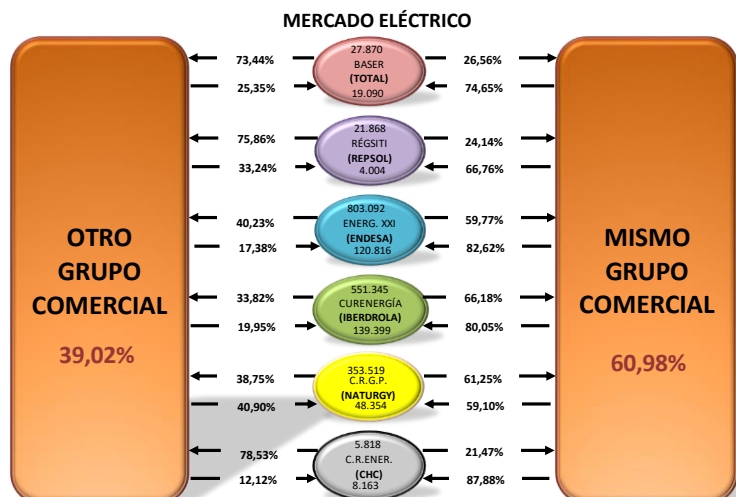 MERCADO ELÉCTRICO
OTRO
GRUPO
COMERCIAL
39,02%
73,44%
27.870
26,56%
BASER
(TOTAL)
25,35%
19.090
74,65%
75,86%
21.868
24,14%
RÉGSITI
(REPSOL)
33,24%
4.004
66,76%
40,23%
803.092
59,77%
ENERG. XXI
(ENDESA)
17,38%
120.816
82,62%
33,82%
551.345
66,18%
CURENERGÍA
(IBERDROLA)
19,95%
139.399
80,05%
38,75%
353.519
61,25%
C.R.G.P.
(NATURGY)
40,90%
48.354
59,10%
78,53%
5.818
21,47%
C.R.ENER.
(CHC)
12,12%
8.163
87,88%
MISMO
GRUPO
COMERCIAL
60,98%